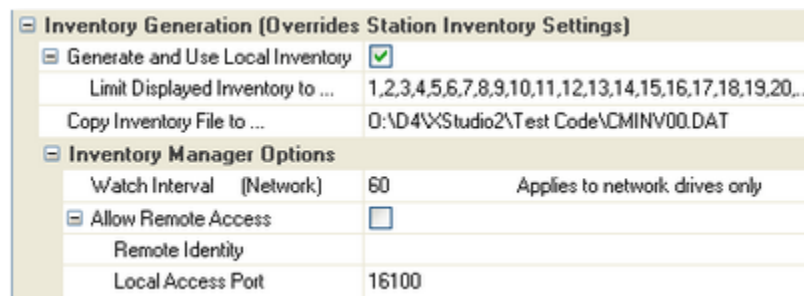 Inventory Generation (Overrides Station Inventory Settings)
Generate and Use Local Inventory
Limit Displayed Inventory to ... 1,2,3,4,5,6,7,8,9,10,11,12,13,14,15,16,17,18,19,20,..
Copy Inventory File to ... O:\D4\XStudio2\Test Code\CMINV00.DAT
Inventory Manager Options
Watch Interval (Network) 60 Applies to network drives only
Allow Remote Access
Remote Identity
Local Access Port 16100